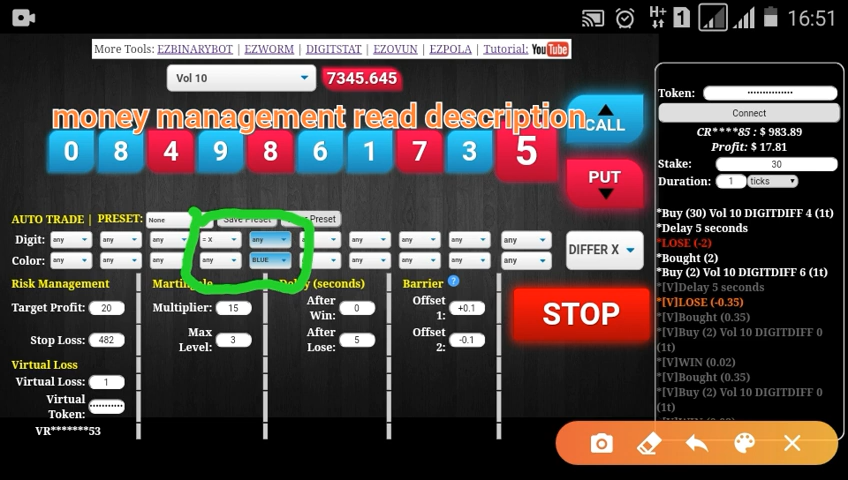 16:51
More Tools: EZBINARYBOT | EZWORM | DIGITSTAT | EZOVUN | EZPOLA | Tutorial: YouTube
Vol 10 7345.645
money management read description
CALL
0 8 4 9 8 6 1 7 3 5
PUT
AUTO TRADE | PRESET: None Save Preset Preset
Digit: any any any = X any any any any any
Color: any any any any BLUE any any any any
DIFFER X
Risk Management Martingale Delay (seconds) Barrier ?
Target Profit: 20 Multiplier: 15 After Win: 0 Offset 1: +0.1
Stop Loss: 482 Max Level: 3 After Lose: 5 Offset 2: -0.1
STOP
Virtual Loss
Virtual Loss: 1
Virtual Token:
VR*******53
Token:
Connect
CR****85: $ 983.89
Profit: $ 17.81
Stake: 30
Duration: 1 ticks
*Buy (30) Vol 10 DIGITDIFF 4 (1t)
*Delay 5 seconds
*LOSE (-2)
*Bought (2)
*Buy (2) Vol 10 DIGITDIFF 6 (1t)
*[V]Delay 5 seconds
*[V]LOSE (-0.35)
*[V]Bought (0.35)
*[V]Buy (2) Vol 10 DIGITDIFF 0
(1t)
*[V]WIN (0.02)
*[V]Bought (0.35)
*[V]Buy (2) Vol 10 DIGITDIFF 0
(1t)